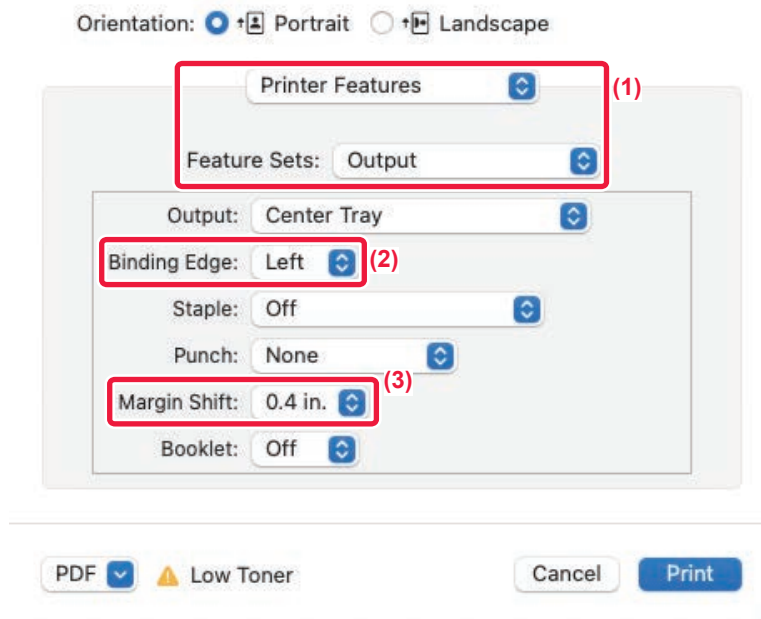 Orientation: Portrait Landscape
Printer Features (1)
Feature Sets: Output
Output: Center Tray
Binding Edge: Left (2)
Staple: Off
Punch: None
(3)
Margin Shift: 0.4 in.
Booklet: Off
PDF Low Toner Cancel Print